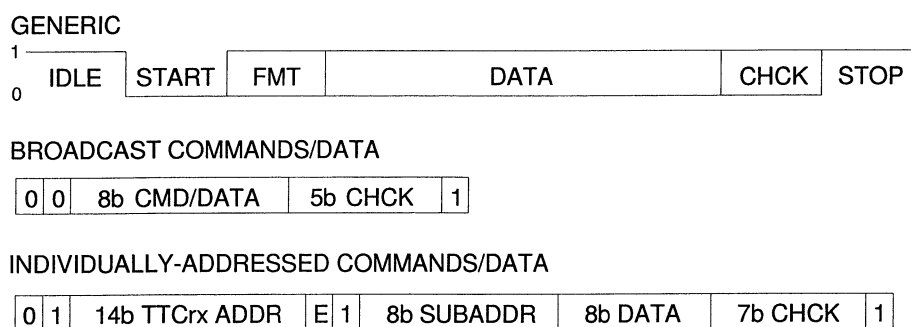 GENERIC
1
IDLE START FMT DATA CHCK STOP
0
BROADCAST COMMANDS/DATA
0 0 8b CMD/DATA 5b CHCK 1
INDIVIDUALLY-ADDRESSED COMMANDS/DATA
0 1 14b TTCrx ADDR E 1 8b SUBADDR 8b DATA 7b CHCK 1